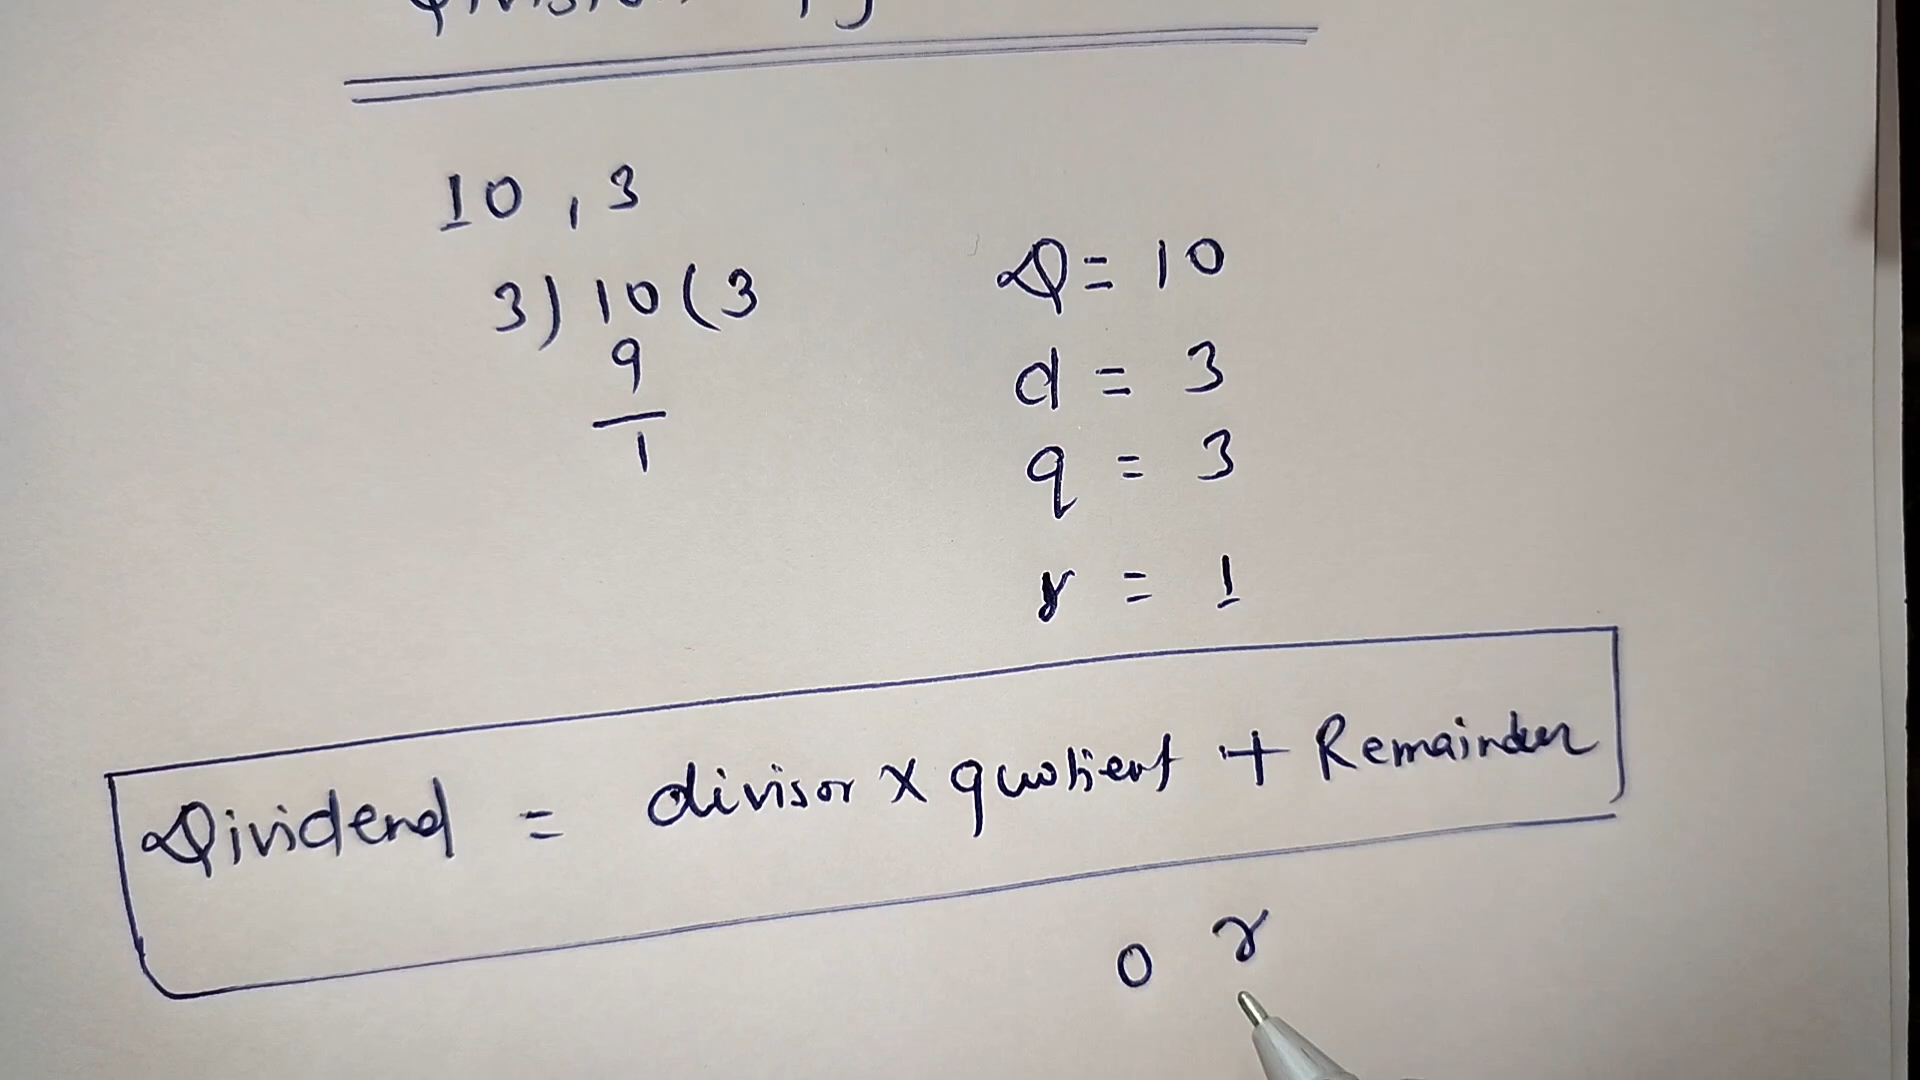 10 , 3
3) 10 ( 3
9
1
D = 10
d = 3
q = 3
r = 1
Dividend = divisor x quotient + Remainder
0 r